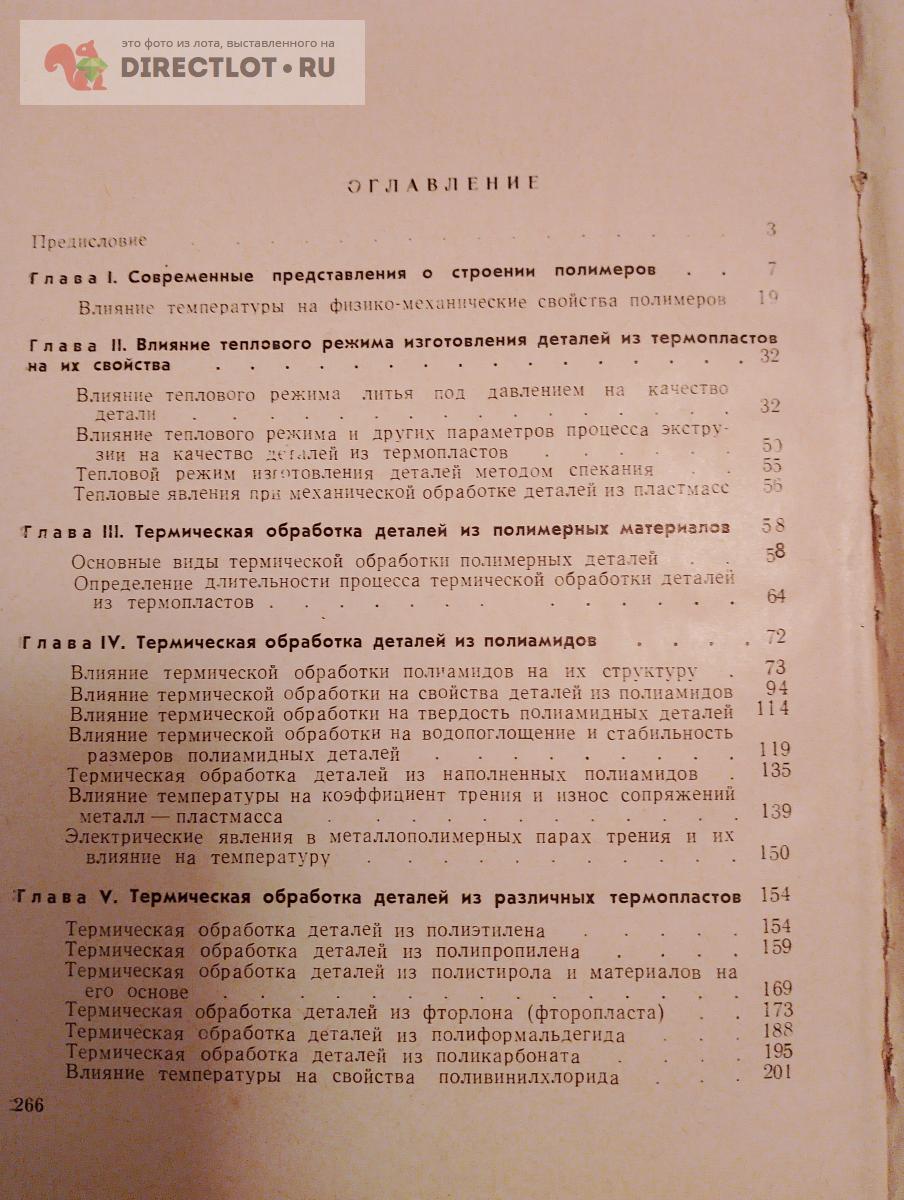 это фото из лота, выставленного на
DIRECTLOT•RU
ОГЛАВЛЕНИЕ
Предисловие . . . . . . . . . . . . . 3
Глава I. Современные представления о строении полимеров . . 7
Влияние температуры на физико-механические свойства полимеров 19
Глава II. Влияние теплового режима изготовления деталей из термопластов
на их свойства . . . . . . . . . . . . . . . . 32
Влияние теплового режима литья под давлением на качество
детали . . . . . . . . . . . . . 32
Влияние теплового режима и других параметров процесса экстру-
зии на качество деталей из термопластов . . . . . 50
Тепловой режим изготовления деталей методом спекания . . 55
Тепловые явления при механической обработке деталей из пластмасс 56
Глава III. Термическая обработка деталей из полимерных материалов 58
Основные виды термической обработки полимерных деталей . . 58
Определение длительности процесса термической обработки деталей
из термопластов . . . . . . . . . . . . 64
Глава IV. Термическая обработка деталей из полиамидов . . . . 72
Влияние термической обработки полиамидов на их структуру . 73
Влияние термической обработки на свойства деталей из полиамидов 94
Влияние термической обработки на твердость полиамидных деталей 114
Влияние термической обработки на водопоглощение и стабильность
размеров полиамидных деталей . . . . . . . . 119
Термическая обработка деталей из наполненных полиамидов . 135
Влияние температуры на коэффициент трения и износ сопряжений
металл — пластмасса . . . . . . . . . . . 139
Электрические явления в металлополимерных парах трения и их
влияние на температуру . . . . . . . . . . 150
Глава V. Термическая обработка деталей из различных термопластов 154
Термическая обработка деталей из полиэтилена . . . . . 154
Термическая обработка деталей из полипропилена . . . . 159
Термическая обработка деталей из полистирола и материалов на
его основе . . . . . . . . . . . . . . 169
Термическая обработка деталей из фторлона (фторопласта) . . 173
Термическая обработка деталей из полиформальдегида . . . 188
Термическая обработка деталей из поликарбоната . . . . 195
Влияние температуры на свойства поливинилхлорида . . . 201
266